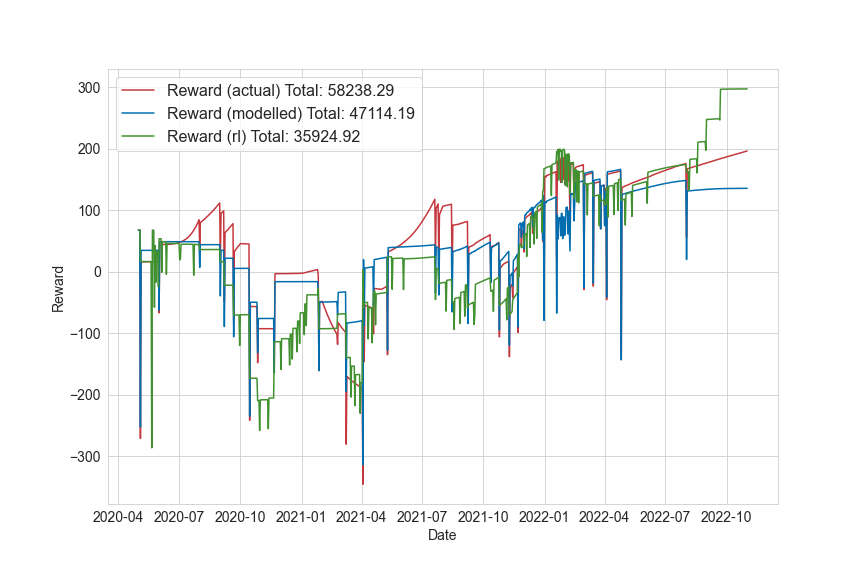 Reward (actual) Total: 58238.29
Reward (modelled) Total: 47114.19
Reward (rl) Total: 35924.92
300
200
100
0
−100
−200
−300
Reward
2020-04 2020-07 2020-10 2021-01 2021-04 2021-07 2021-10 2022-01 2022-04 2022-07 2022-10
Date